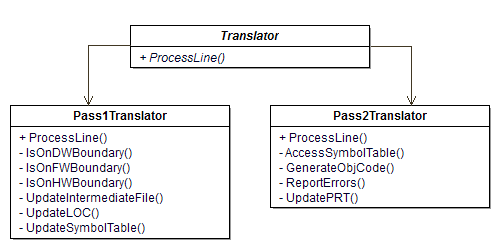 Translator
+ ProcessLine()
Pass1Translator
+ ProcessLine()
- IsOnDWBoundary()
- IsOnFWBoundary()
- IsOnHWBoundary()
- UpdateIntermediateFile()
- UpdateLOC()
- UpdateSymbolTable()
Pass2Translator
+ ProcessLine()
- AccessSymbolTable()
- GenerateObjCode()
- ReportErrors()
- UpdatePRT()